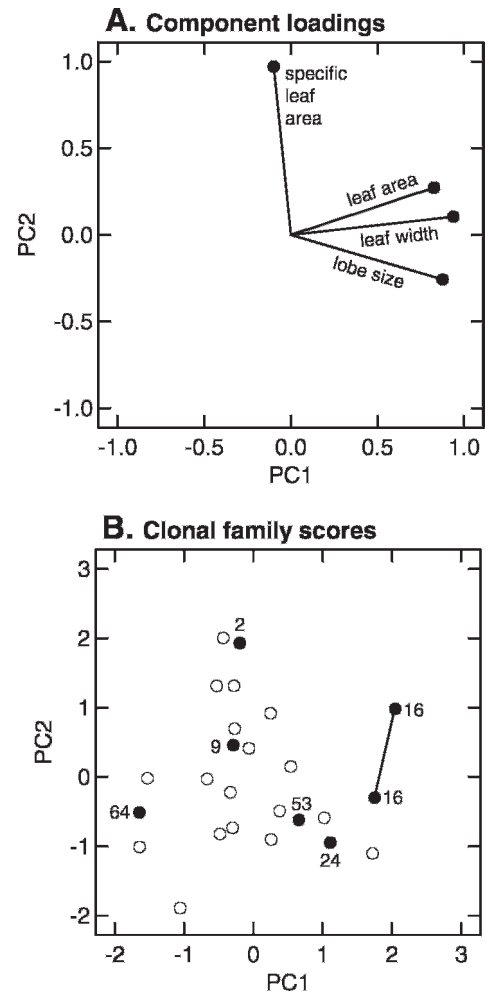 A. Component loadings
1.0
0.5
0.0
-0.5
-1.0
PC2
specific
leaf
area
leaf area
leaf width
lobe size
-1.0 -0.5 0.0 0.5 1.0
PC1
B. Clonal family scores
3
2
1
0
-1
-2
PC2
2
16
9
16
64
53
24
-2 -1 0 1 2 3
PC1